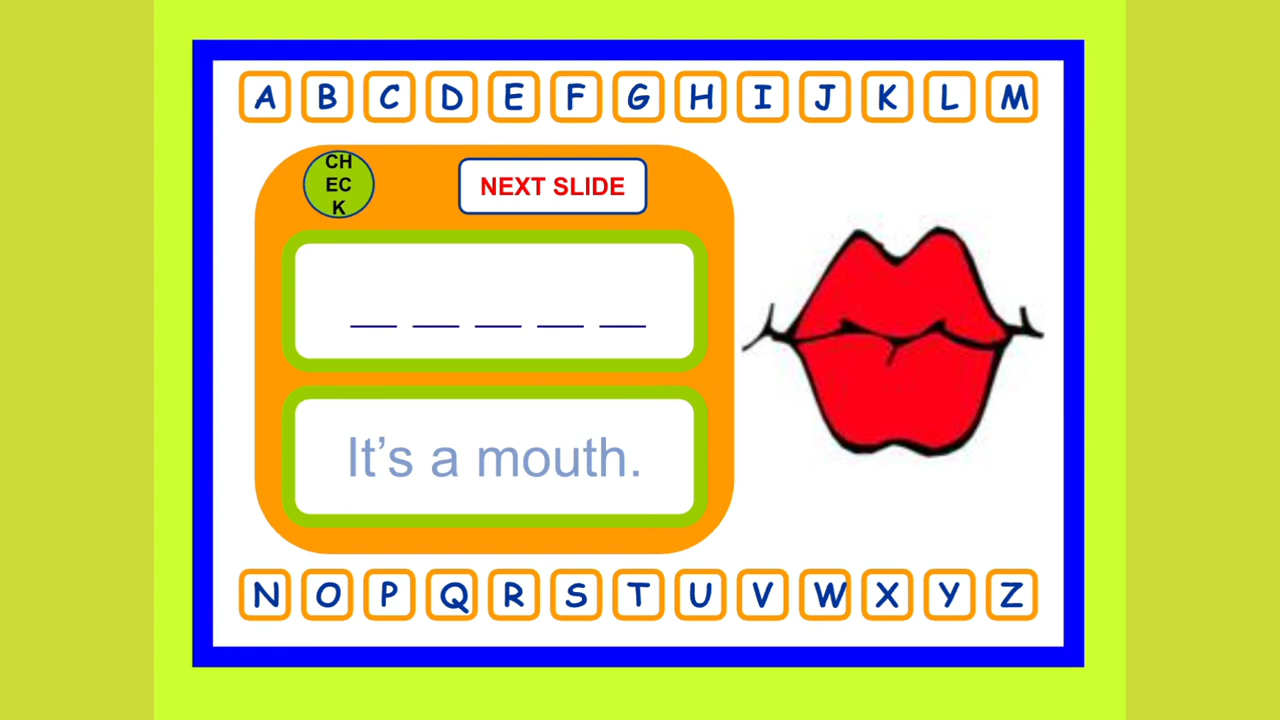 A B C D E F G H I J K L M
CH
EC
K
NEXT SLIDE
_ _ _ _ _
It’s a mouth.
N O P Q R S T U V W X Y Z